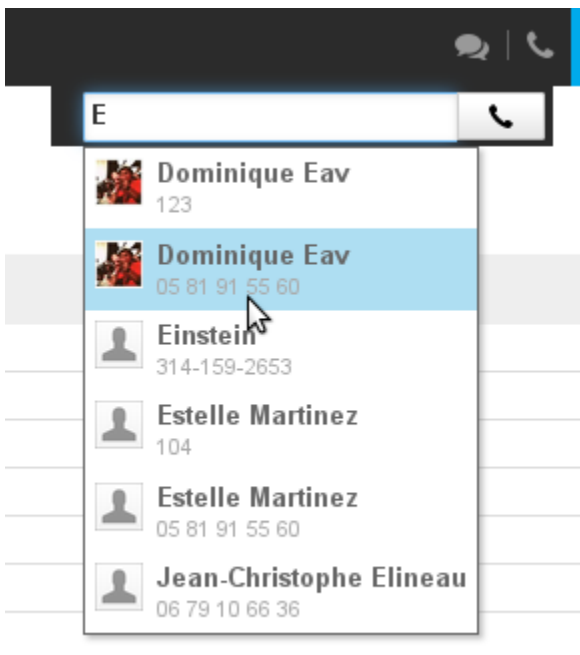 E
Dominique Eav
123
Dominique Eav
05 81 91 55 60
Einstein
314-159-2653
Estelle Martinez
104
Estelle Martinez
05 81 91 55 60
Jean-Christophe Elineau
06 79 10 66 36